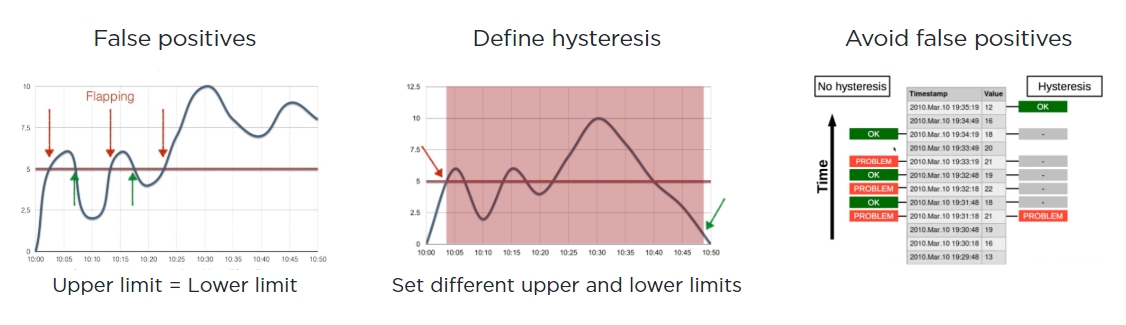 False positives
Flapping
10
7.5
5
2.5
0
10:00 10:05 10:10 10:15 10:20 10:25 10:30 10:35 10:40 10:45 10:50
Upper limit = Lower limit
Define hysteresis
12.5
10
7.5
5
2.5
0
10:00 10:05 10:10 10:15 10:20 10:25 10:30 10:35 10:40 10:45 10:50
Set different upper and lower limits
Avoid false positives
No hysteresis
Hysteresis
Time
Timestamp Value
2010.Mar.10 19:35:19 12 OK
2010.Mar.10 19:34:49 16
OK 2010.Mar.10 19:34:19 18 -
2010.Mar.10 19:33:49 20
PROBLEM 2010.Mar.10 19:33:19 21 -
OK 2010.Mar.10 19:32:48 19 -
PROBLEM 2010.Mar.10 19:32:18 22 -
OK 2010.Mar.10 19:31:48 18 -
PROBLEM 2010.Mar.10 19:31:18 21 PROBLEM
2010.Mar.10 19:30:48 19
2010.Mar.10 19:30:18 16
2010.Mar.10 19:29:48 13